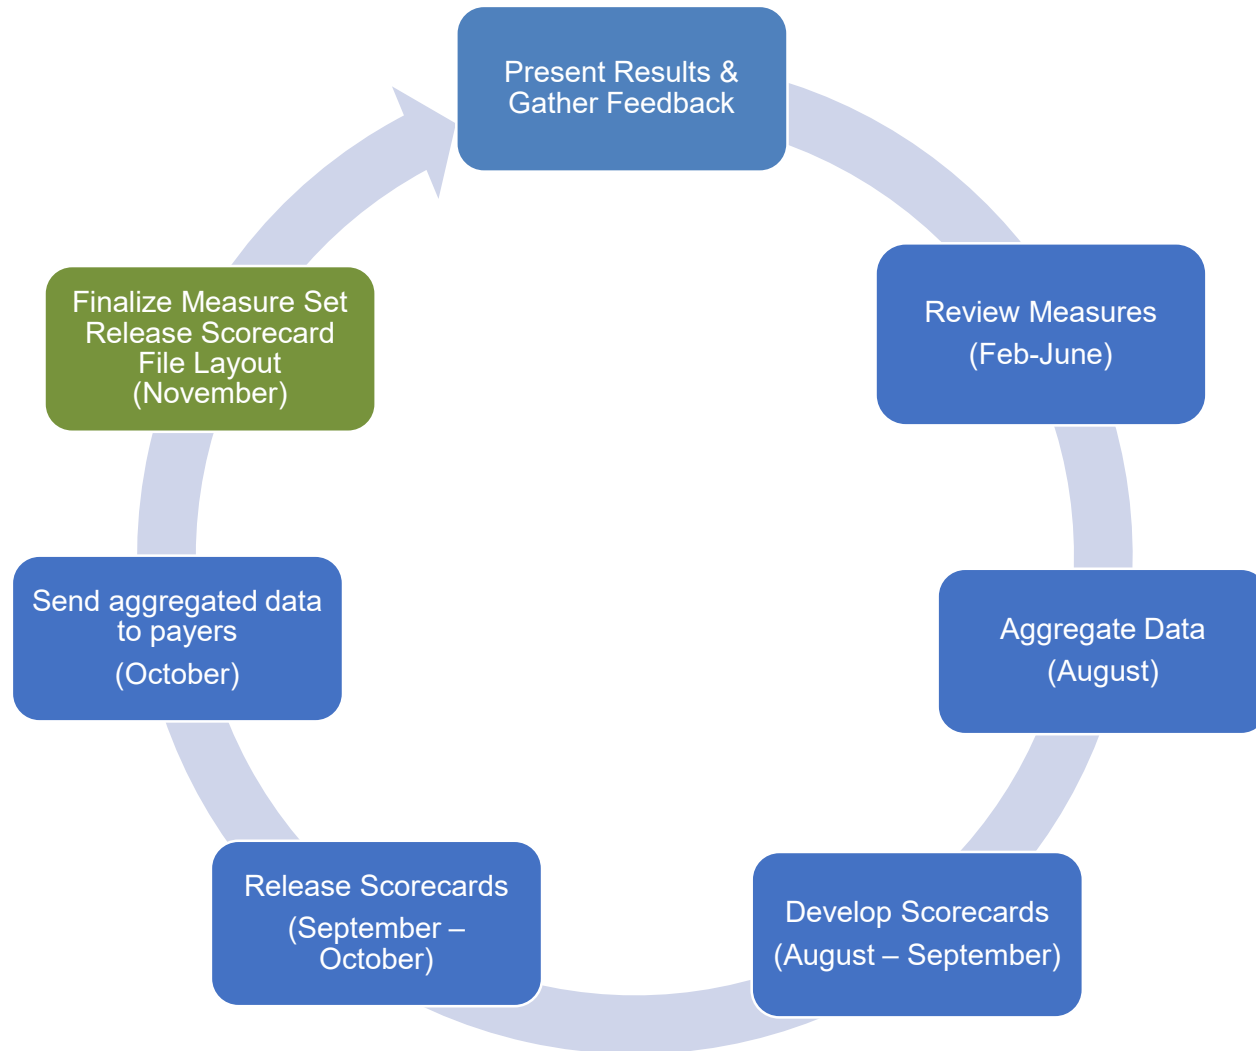 Present Results &
Gather Feedback
Review Measures
(Feb-June)
Aggregate Data
(August)
Develop Scorecards
(August – September)
Release Scorecards
(September –
October)
Send aggregated data
to payers
(October)
Finalize Measure Set
Release Scorecard
File Layout
(November)